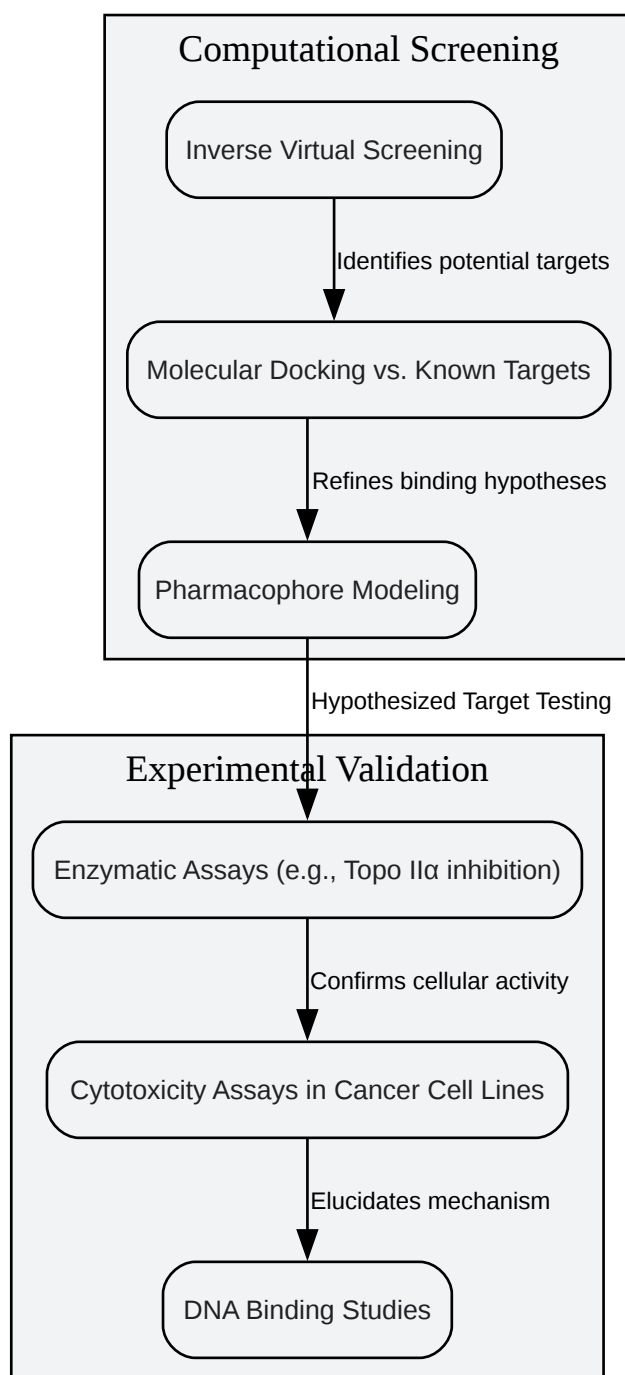 Computational Screening
Inverse Virtual Screening
Identifies potential targets
Molecular Docking vs. Known Targets
Refines binding hypotheses
Pharmacophore Modeling
Hypothesized Target Testing
Experimental Validation
Enzymatic Assays (e.g., Topo IIα inhibition)
Confirms cellular activity
Cytotoxicity Assays in Cancer Cell Lines
Elucidates mechanism
DNA Binding Studies